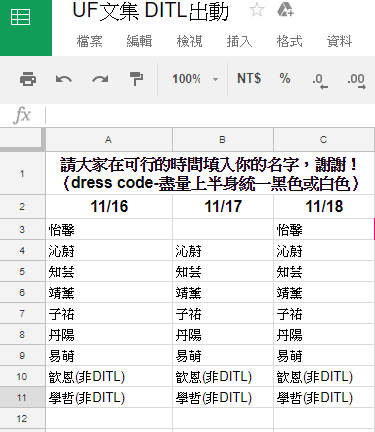 UF文集 DITL出動
檔案 編輯 檢視 插入 格式 資料
100% NT$ % .0 .00
fx
A B C
1 請大家在可行的時間填入你的名字，謝謝！
（dress code-盡量上半身統一黑色或白色）
2 11/16 11/17 11/18
3 怡馨 怡馨
4 沁蔚 沁蔚 沁蔚
5 知芸 知芸 知芸
6 靖薰 靖薰 靖薰
7 子祐 子祐 子祐
8 丹陽 丹陽 丹陽
9 易萌 易萌 易萌
10 歆恩(非DITL) 歆恩(非DITL) 歆恩(非DITL)
11 學哲(非DITL) 學哲(非DITL) 學哲(非DITL)
12